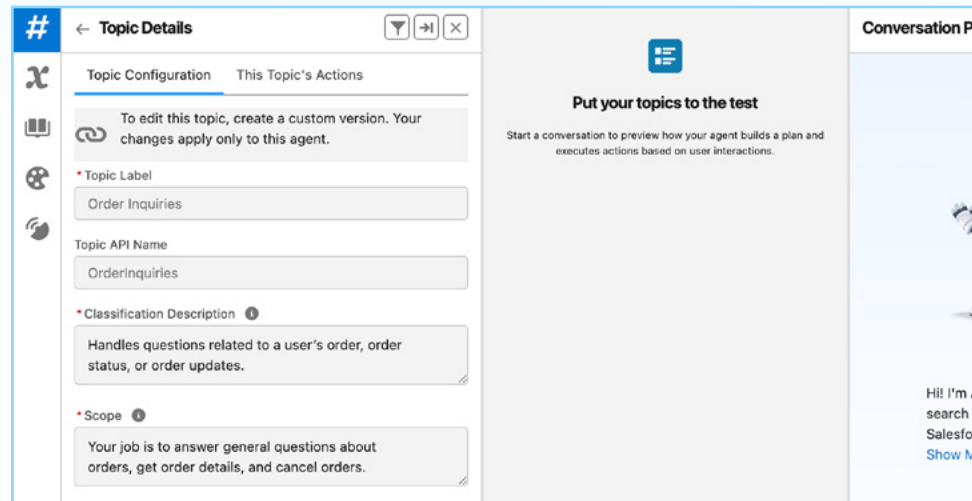 #
Topic Details
Topic Configuration
This Topic's Actions
To edit this topic, create a custom version. Your
changes apply only to this agent.
* Topic Label
Order Inquiries
Topic API Name
OrderInquiries
* Classification Description
Handles questions related to a user's order, order
status, or order updates.
* Scope
Your job is to answer general questions about
orders, get order details, and cancel orders.
Put your topics to the test
Start a conversation to preview how your agent builds a plan and
executes actions based on user interactions.
Conversation P
Hi! I'm
search
Salesfo
Show M